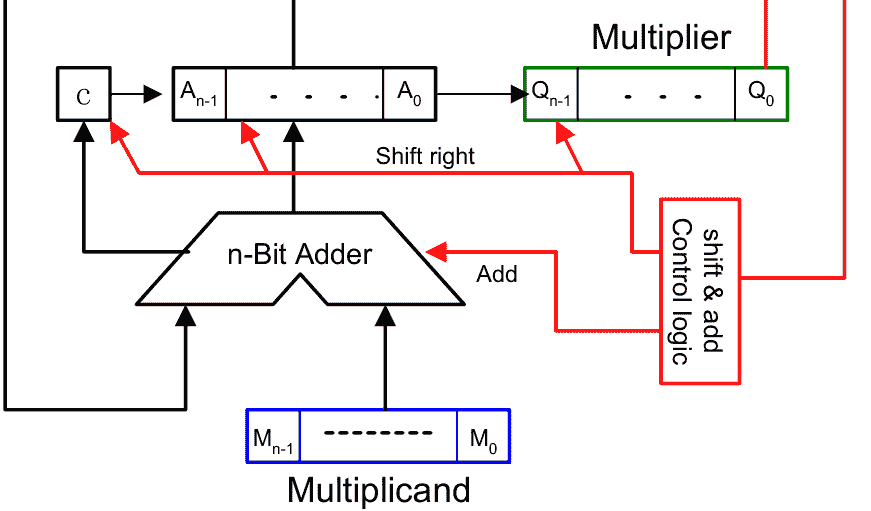 Multiplier
C
An-1
- - - .
A0
Qn-1
- - -
Q0
Shift right
n-Bit Adder
Add
shift & add
Control logic
Mn-1
--------
M0
Multiplicand